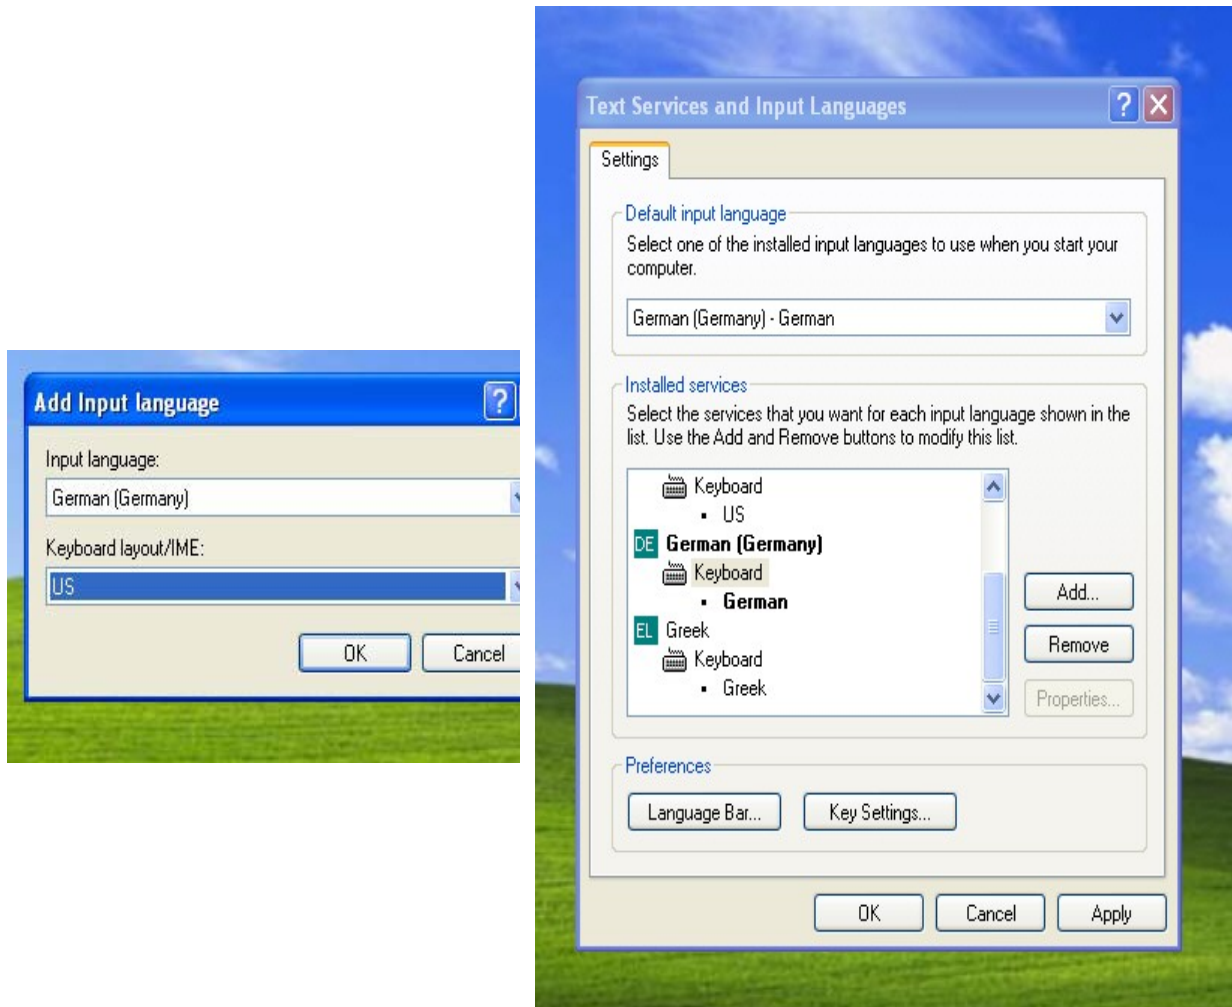 Add Input language
?
Input language:
German (Germany)
Keyboard layout/IME:
US
OK
Cancel
Text Services and Input Languages
?
Settings
Default input language
Select one of the installed input languages to use when you start your
computer.
German (Germany) - German
Installed services
Select the services that you want for each input language shown in the
list. Use the Add and Remove buttons to modify this list.
Keyboard
• US
DE German (Germany)
Keyboard
• German
EL Greek
Keyboard
• Greek
Add...
Remove
Properties...
Preferences
Language Bar...
Key Settings...
OK
Cancel
Apply